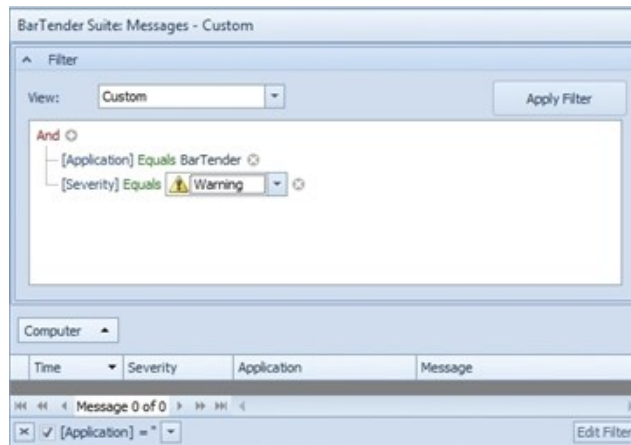 BarTender Suite: Messages - Custom
Filter
View: Custom Apply Filter
And
[Application] Equals BarTender
[Severity] Equals Warning
Computer
Time Severity Application Message
Message 0 of 0
[Application] = '' Edit Filter